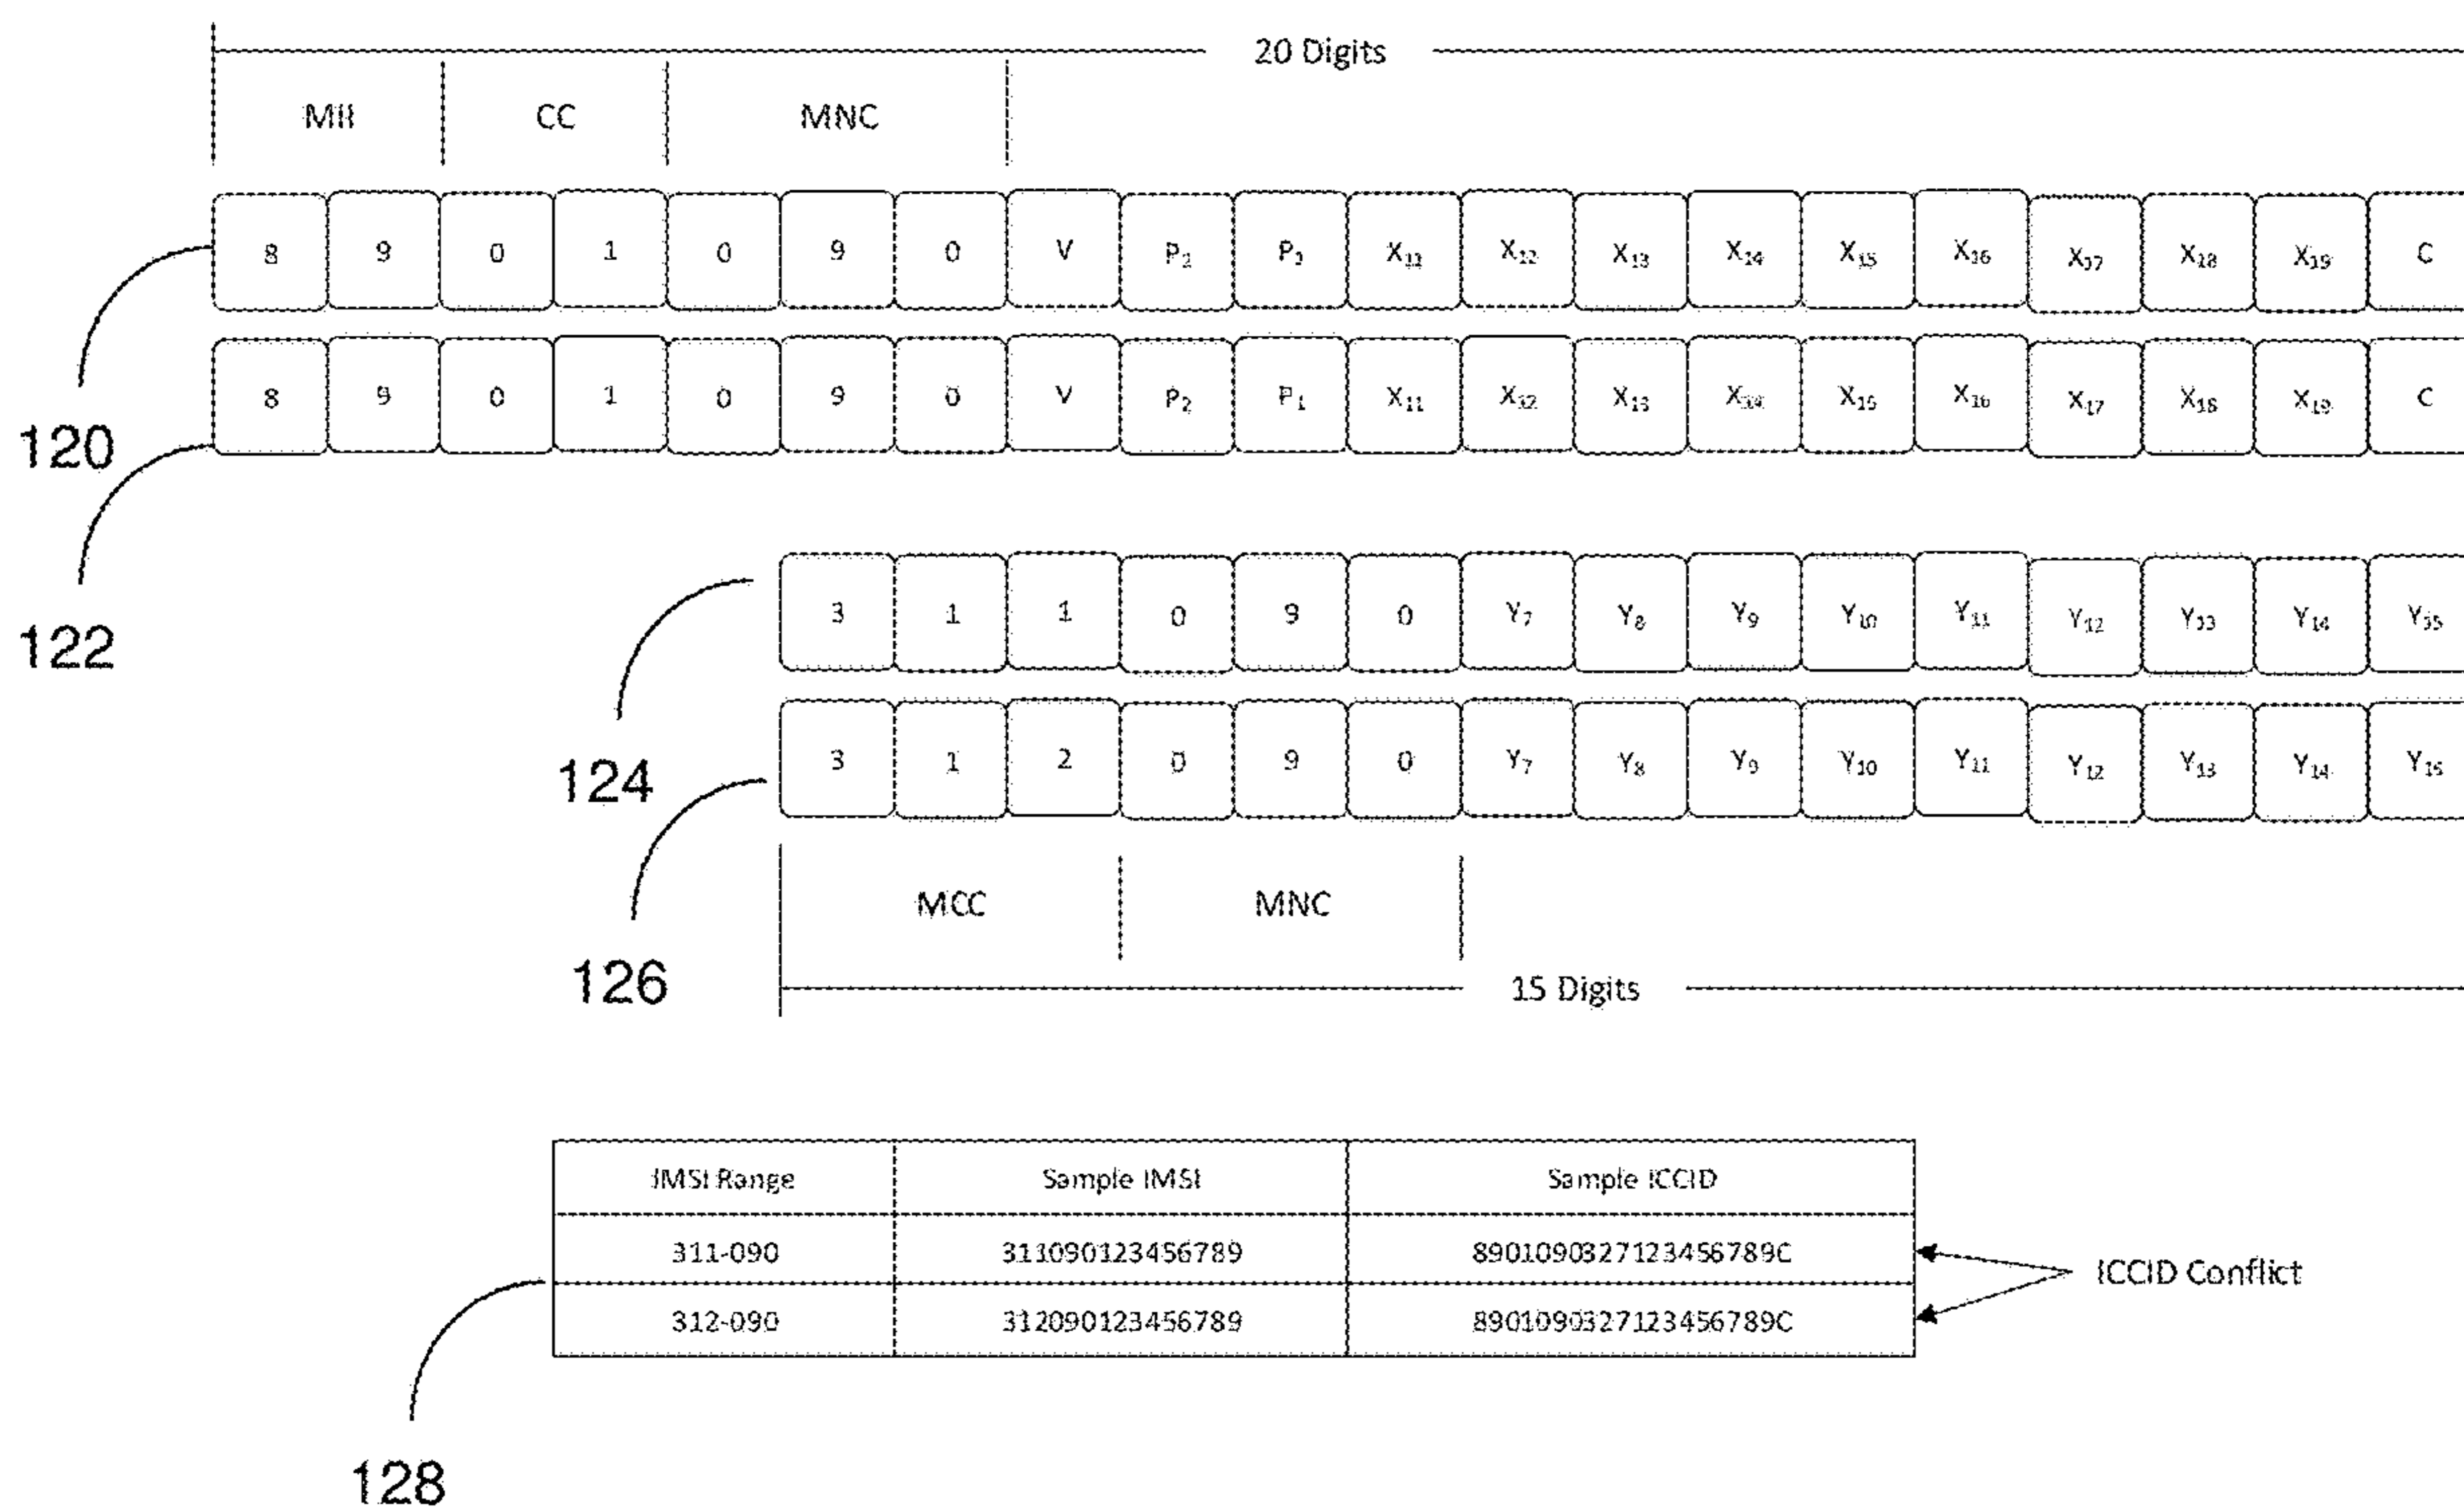 20 Digits
MII CC MNC
8 9 0 1 0 9 0 V P₂ P₁ X₁₁ X₁₂ X₁₃ X₁₄ X₁₅ X₁₆ X₁₇ X₁₈ X₁₉ C
120
8 9 0 1 0 9 0 V P₂ P₁ X₁₁ X₁₂ X₁₃ X₁₄ X₁₅ X₁₆ X₁₇ X₁₈ X₁₉ C
122
3 1 1 0 9 0 Y₇ Y₈ Y₉ Y₁₀ Y₁₁ Y₁₂ Y₁₃ Y₁₄ Y₁₅
124
3 1 2 0 9 0 Y₇ Y₈ Y₉ Y₁₀ Y₁₁ Y₁₂ Y₁₃ Y₁₄ Y₁₅
126
MCC MNC
15 Digits
IMSI Range Sample IMSI Sample ICCID
311-090 311090123456789 8901090327123456789C
312-090 312090123456789 8901090327123456789C
ICCID Conflict
128